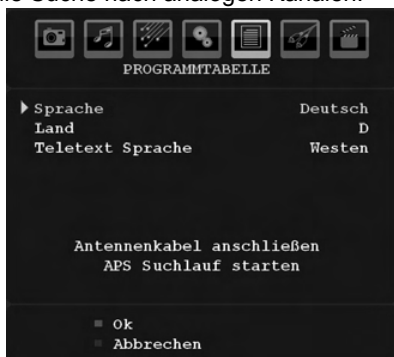 die Suche nach analogen Kanälen.
PROGRAMMTABELLE
Sprache Deutsch
Land D
Teletext Sprache Westen
Antennenkabel anschließen
APS Suchlauf starten
Ok
Abbrechen